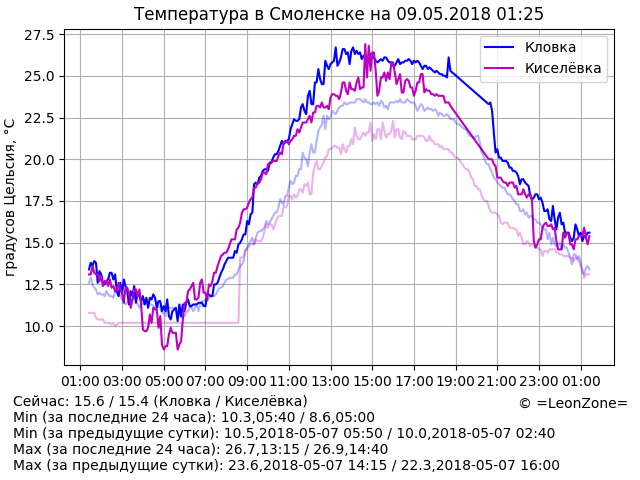 Температура в Смоленске на 09.05.2018 01:25
27.5
25.0
22.5
20.0
17.5
15.0
12.5
10.0
градусов Цельсия, °C
Кловка
Киселёвка
01:00 03:00 05:00 07:00 09:00 11:00 13:00 15:00 17:00 19:00 21:00 23:00 01:00
Сейчас: 15.6 / 15.4 (Кловка / Киселёвка)
© =LeonZone=
Min (за последние 24 часа): 10.3,05:40 / 8.6,05:00
Min (за предыдущие сутки): 10.5,2018-05-07 05:50 / 10.0,2018-05-07 02:40
Max (за последние 24 часа): 26.7,13:15 / 26.9,14:40
Max (за предыдущие сутки): 23.6,2018-05-07 14:15 / 22.3,2018-05-07 16:00